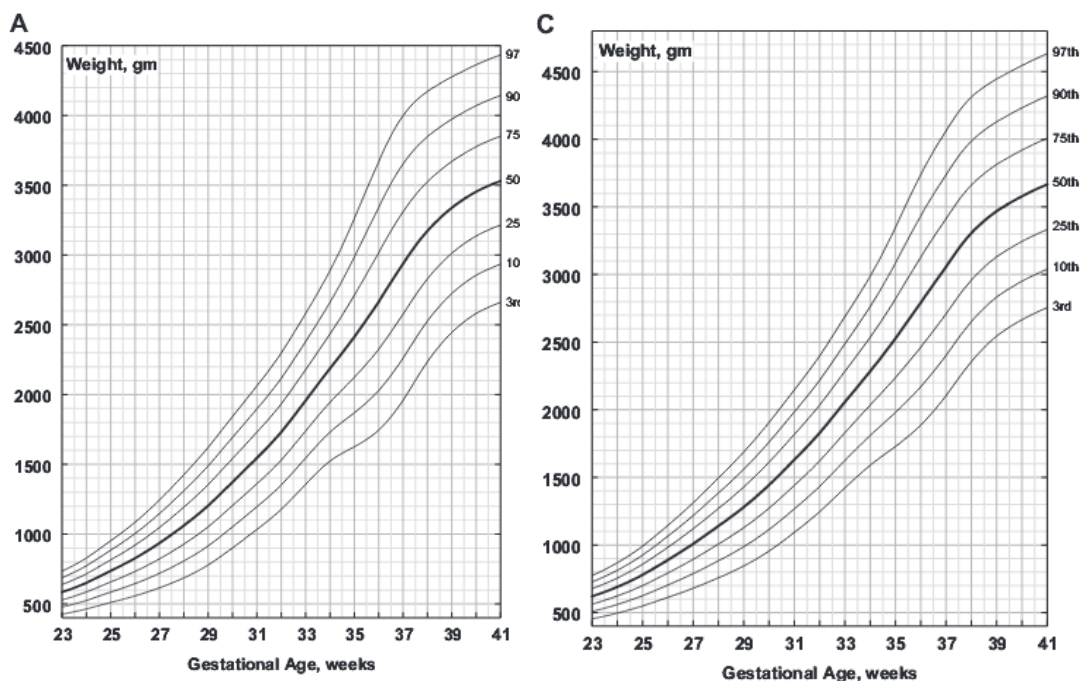 A
Weight, gm
4500
4000
3500
3000
2500
2000
1500
1000
500
97
90
75
50
25
10
3r
23 25 27 29 31 33 35 37 39 41
Gestational Age, weeks
C
Weight, gm
4500
4000
3500
3000
2500
2000
1500
1000
500
97th
90th
75th
50th
25th
10th
3rd
23 25 27 29 31 33 35 37 39 41
Gestational Age, weeks